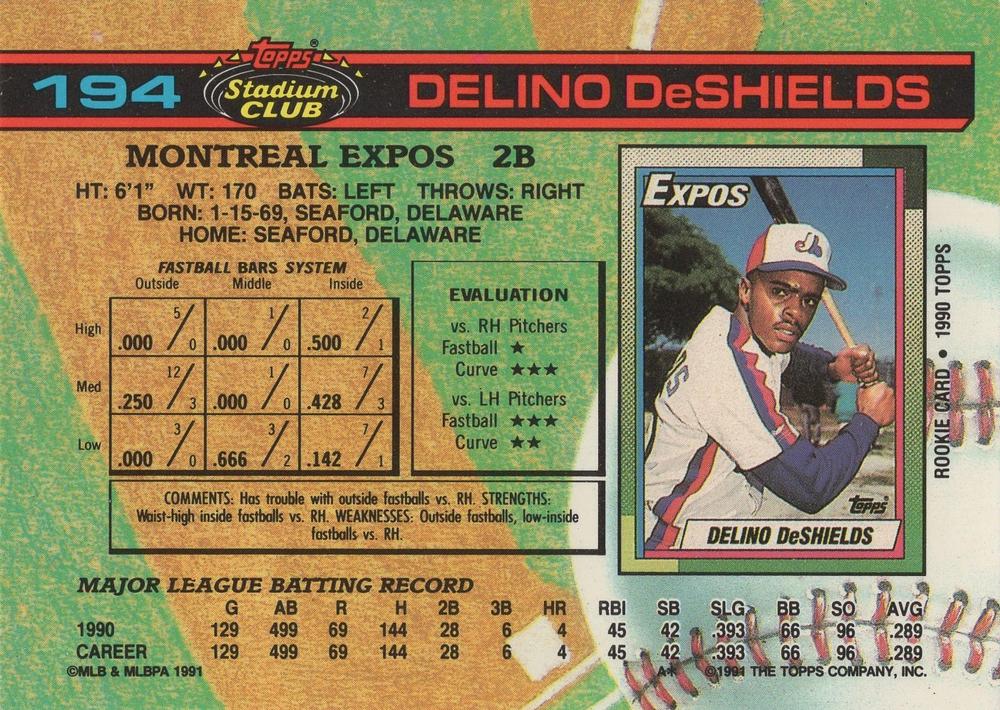 194
Topps®
Stadium
CLUB
DELINO DeSHIELDS
MONTREAL EXPOS 2B
HT: 6'1" WT: 170 BATS: LEFT THROWS: RIGHT
BORN: 1-15-69, SEAFORD, DELAWARE
HOME: SEAFORD, DELAWARE
FASTBALL BARS SYSTEM
Outside Middle Inside
High .000 5/0 .000 1/0 .500 2/1
Med .250 12/3 .000 1/0 .428 7/3
Low .000 3/0 .666 3/2 .142 7/1
EVALUATION
vs. RH Pitchers
Fastball ★
Curve ★★★
vs. LH Pitchers
Fastball ★★★
Curve ★★
COMMENTS: Has trouble with outside fastballs vs. RH. STRENGTHS:
Waist-high inside fastballs vs. RH. WEAKNESSES: Outside fastballs, low-inside
fastballs vs. RH.
EXPOS
Topps
DELINO DeSHIELDS
ROOKIE CARD • 1990 TOPPS
MAJOR LEAGUE BATTING RECORD
G AB R H 2B 3B HR RBI SB SLG BB SO AVG
1990 129 499 69 144 28 6 4 45 42 .393 66 96 .289
CAREER 129 499 69 144 28 6 4 45 42 .393 66 96 .289
©MLB & MLBPA 1991 A* ©1991 THE TOPPS COMPANY, INC.